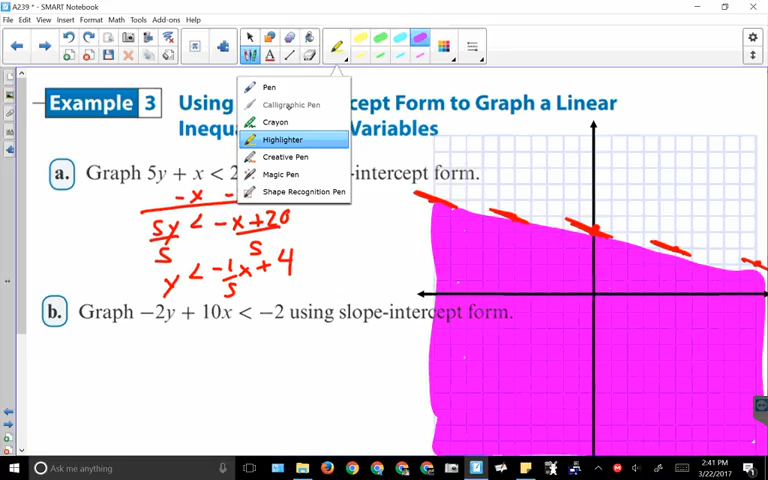 A239 * - SMART Notebook
File Edit View Insert Format Math Tools Add-ons Help
Pen
Calligraphic Pen
Crayon
Highlighter
Creative Pen
Magic Pen
Shape Recognition Pen
Example 3 Using cept Form to Graph a Linear
Inequa Variables
a. Graph 5y + x < 2 -intercept form.
-x -
5y < -x + 20
5 5
y < -1/5 x + 4
b. Graph −2y + 10x < −2 using slope-intercept form.
Ask me anything
2:41 PM
3/22/2017